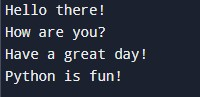 Hello there!
How are you?
Have a great day!
Python is fun!